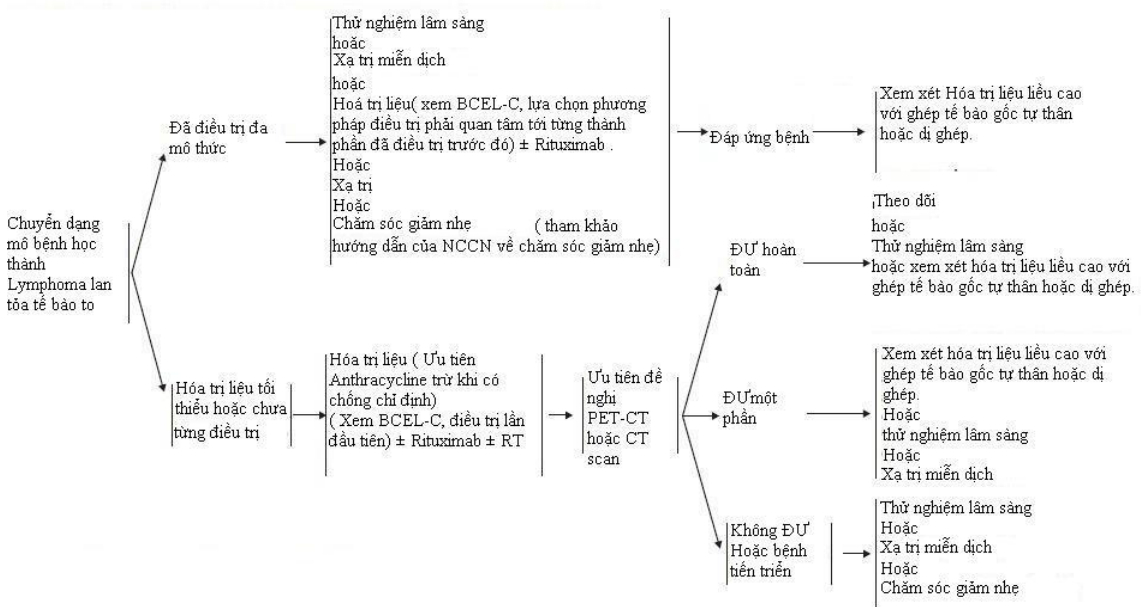 Chuyển dạng
mô bệnh học
thành
Lymphoma lan
tỏa tế bào to
Đã điều trị đa
mô thức
Thử nghiệm lâm sàng
hoăc
Xạ trị miễn dịch
hoặc
Hoá trị liệu( xem BCEL-C, lựa chọn phương
pháp điều trị phải quan tâm tới từng thành
phần đã điều trị trước đó) ± Rituximab .
Hoặc
Xạ trị
Hoặc
Chăm sóc giảm nhẹ ( tham khảo
hướng dẫn của NCCN về chăm sóc giảm nhẹ)
Đáp ứng bệnh
Xem xét Hóa trị liệu liều cao
với ghép tế bào gốc tự thân
hoặc dị ghép.
Hóa trị liệu tối
thiểu hoặc chưa
từng điều trị
Hóa trị liệu ( Ưu tiên
Anthracycline trừ khi có
chống chỉ định)
( Xem BCEL-C, điều trị lần
đầu tiên) ± Rituximab ± RT
Ưu tiên đề
nghị
PET-CT
hoặc CT
scan
ĐƯ hoàn
toàn
Theo dõi
hoặc
Thử nghiệm lâm sàng
hoặc xem xét hóa trị liệu liều cao với
ghép tế bào gốc tự thân hoặc dị ghép.
ĐƯmột
phần
Xem xét hóa trị liệu liều cao với
ghép tế bào gốc tự thân hoặc dị
ghép.
Hoặc
thử nghiệm lâm sàng
Hoặc
Xạ trị miễn dịch
Không ĐƯ
Hoặc bệnh
tiến triển
Thử nghiệm lâm sàng
Hoặc
Xạ trị miễn dịch
Hoặc
Chăm sóc giảm nhẹ